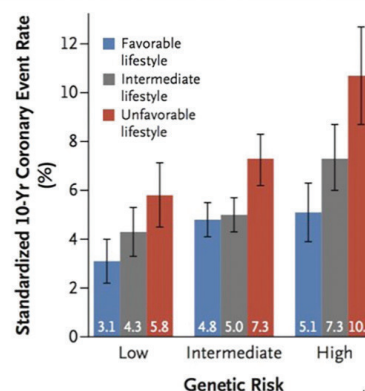 Standardized 10-Yr Coronary Event Rate
(%)
12
10
8
6
4
2
0
Favorable
lifestyle
Intermediate
lifestyle
Unfavorable
lifestyle
3.1 4.3 5.8 4.8 5.0 7.3 5.1 7.3 10.
Low Intermediate High
Genetic Risk